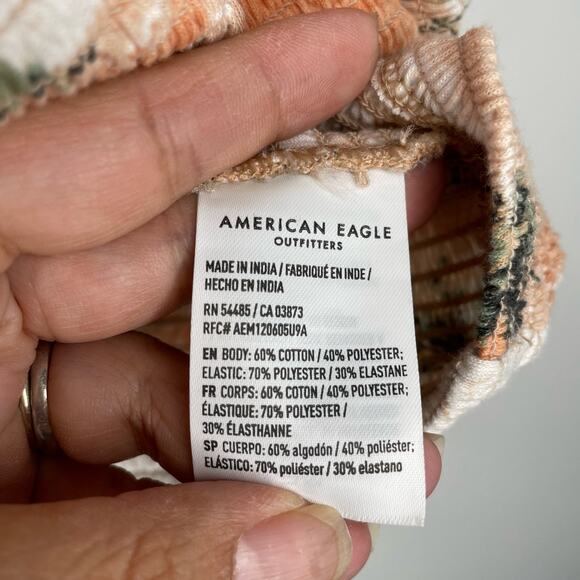 AMERICAN EAGLE
OUTFITTERS
MADE IN INDIA / FABRIQUÉ EN INDE /
HECHO EN INDIA
RN 54485 / CA 03873
RFC# AEM120605U9A
EN BODY: 60% COTTON / 40% POLYESTER;
ELASTIC: 70% POLYESTER / 30% ELASTANE
FR CORPS: 60% COTON / 40% POLYESTER;
ÉLASTIQUE: 70% POLYESTER /
30% ÉLASTHANNE
SP CUERPO: 60% algodón / 40% poliéster;
ELÁSTICO: 70% poliéster / 30% elastano